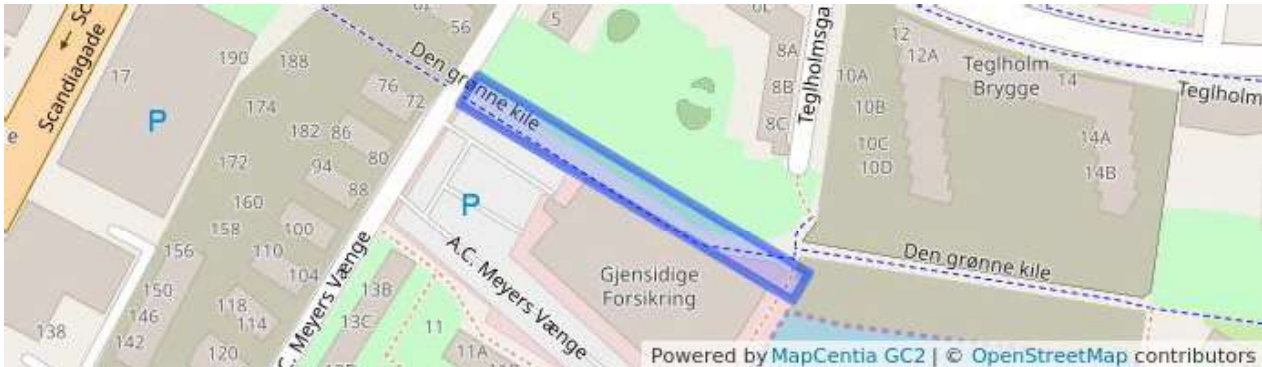 Scandiagade
17
190
188
P
174
182
86
172
94
80
88
160
158
100
156
110
104
150
146
118
114
142
138
120
56
76
72
5
Den grønne kile
A.C. Meyers Vænge
P
Gjensidige
Forsikring
13B
13C
11
11A
8A
8B
8C
Teglholmsga
10A
10B
10C
10D
12
12A
Teglholm
Brygge
14
14A
14B
Teglholm
Den grønne kile
C. Meyers Vænge
Powered by MapCentia GC2 | © OpenStreetMap contributors